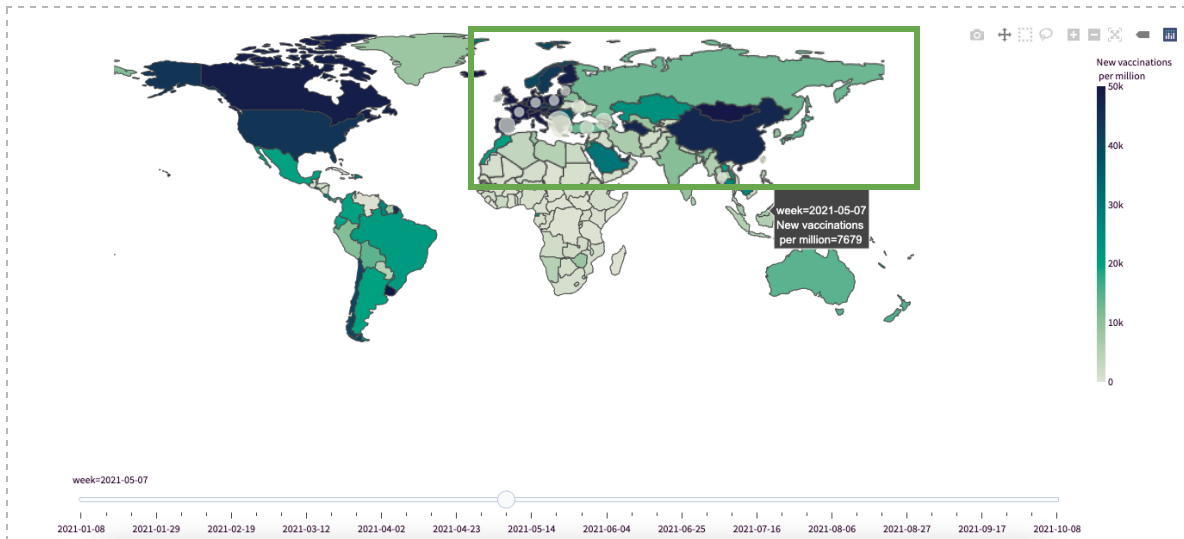 New vaccinations
per million
50k
40k
30k
20k
10k
0
week=2021-05-07
New vaccinations
per million=7679
week=2021-05-07
2021-01-08 2021-01-29 2021-02-19 2021-03-12 2021-04-02 2021-04-23 2021-05-14 2021-06-04 2021-06-25 2021-07-16 2021-08-06 2021-08-27 2021-09-17 2021-10-08